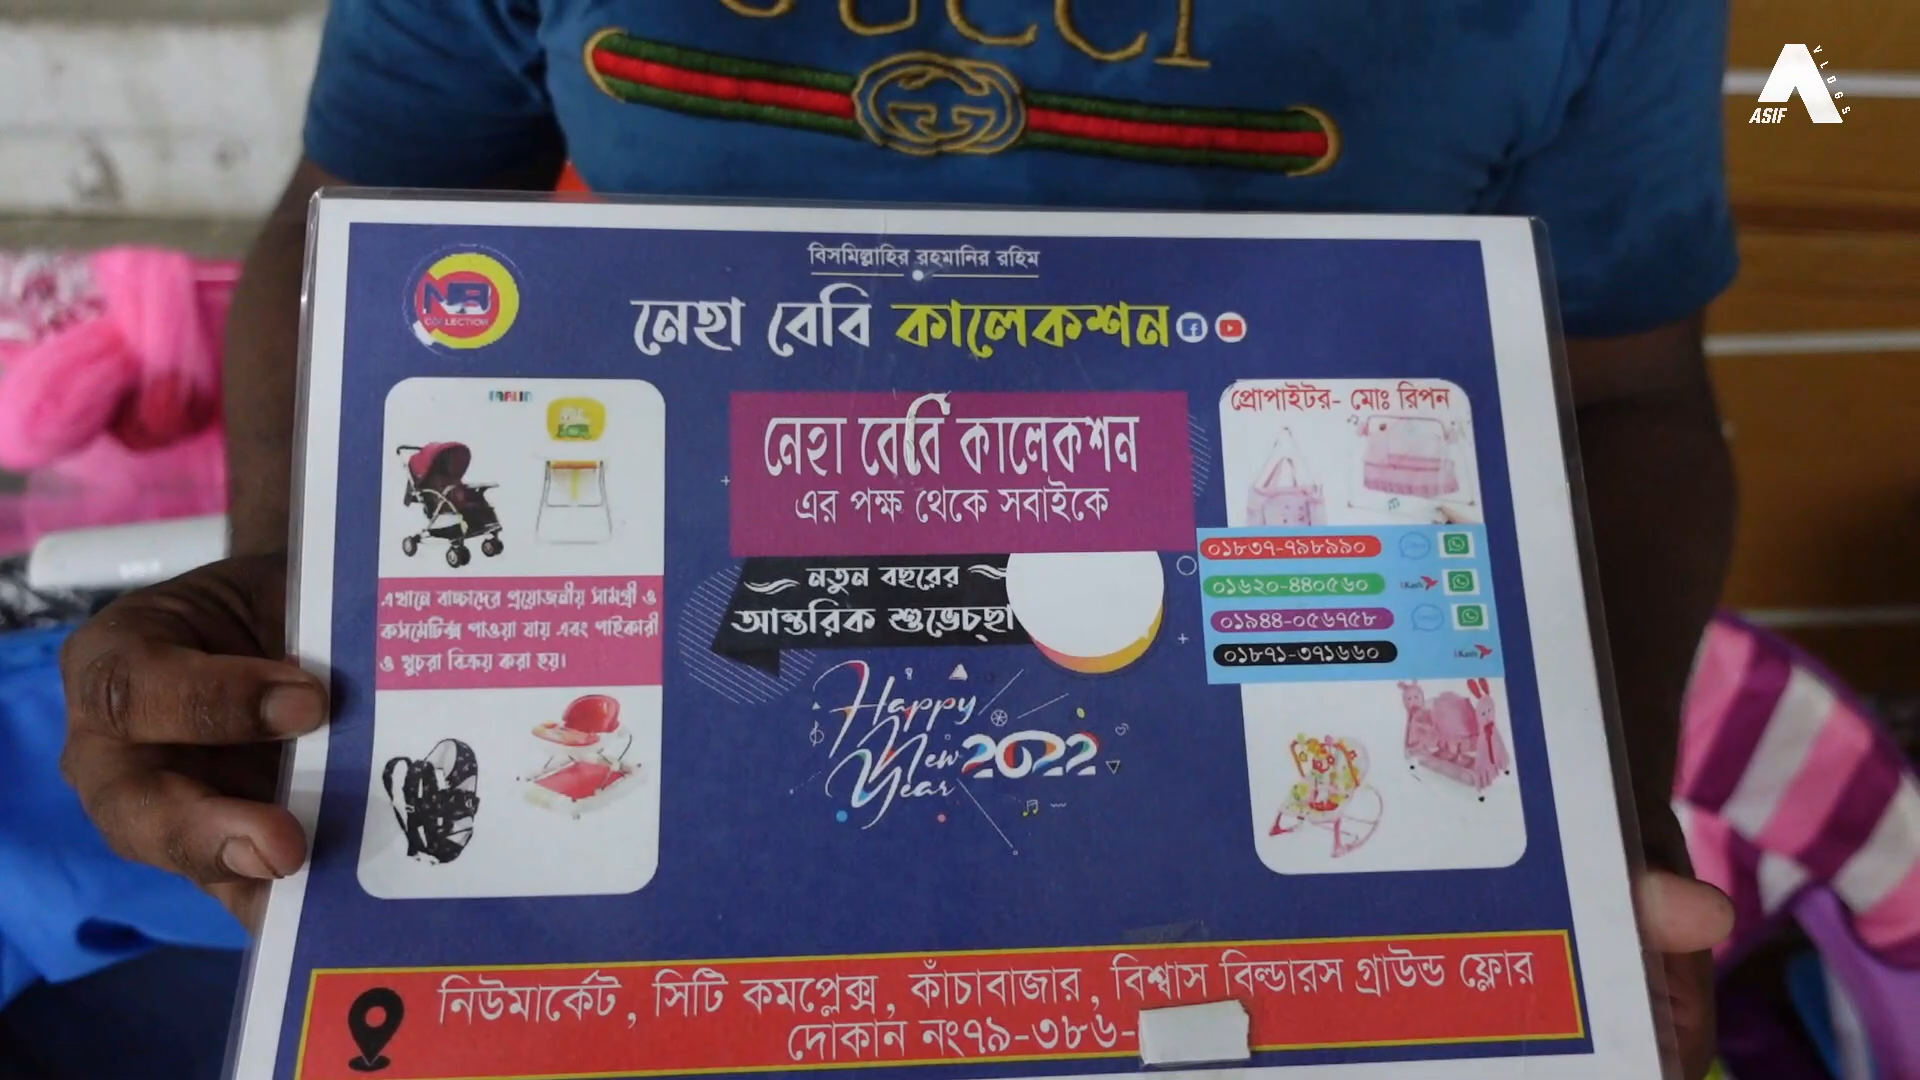 GUCCI
ASIF VLOGS
বিসমিল্লাহির রহমানির রহিম
NB
COLLECTION
নেহা বেবি কালেকশন
নেহা বেবি কালেকশন
এর পক্ষ থেকে সবাইকে
নতুন বছরের
আন্তরিক শুভেচ্ছা
Happy
New 2022
Year
এখানে বাচ্চাদের প্রয়োজনীয় সামগ্রী ও
কসমেটিক্স পাওয়া যায় এবং পাইকারী
ও খুচরা বিক্রয় করা হয়।
প্রোপাইটর- মোঃ রিপন
০১৮৩৭-৭৯৮৯৯০
০১৬২০-৪৪০৫৬০
০১৯৪৪-০৫৬৭৫৮
০১৮৭১-৩৭১৬৬০
নিউমার্কেট, সিটি কমপ্লেক্স, কাঁচাবাজার, বিশ্বাস বিল্ডারস গ্রাউন্ড ফ্লোর
দোকান নং৭৯-৩৮৬-